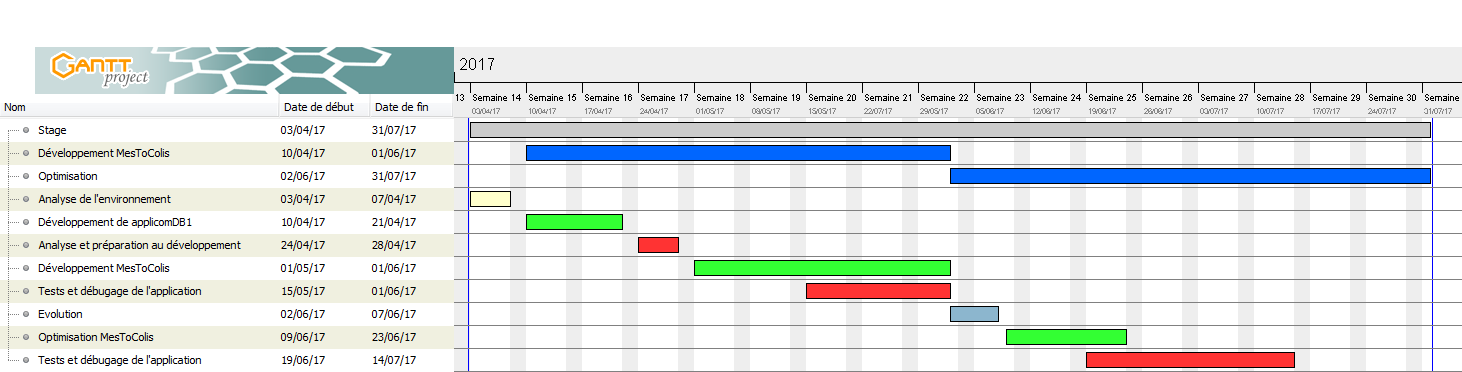 GANTT
project
2017
Nom Date de début Date de fin
13 Semaine 14 Semaine 15 Semaine 16 Semaine 17 Semaine 18 Semaine 19 Semaine 20 Semaine 21 Semaine 22 Semaine 23 Semaine 24 Semaine 25 Semaine 26 Semaine 27 Semaine 28 Semaine 29 Semaine 30 Semaine
03/04/17 10/04/17 17/04/17 24/04/17 01/05/17 08/05/17 15/05/17 22/05/17 29/05/17 05/06/17 12/06/17 19/06/17 26/06/17 03/07/17 10/07/17 17/07/17 24/07/17 31/07/17
Stage 03/04/17 31/07/17
Développement MesToColis 10/04/17 01/06/17
Optimisation 02/06/17 31/07/17
Analyse de l'environnement 03/04/17 07/04/17
Développement de applicomDB1 10/04/17 21/04/17
Analyse et préparation au développement 24/04/17 28/04/17
Développement MesToColis 01/05/17 01/06/17
Tests et débugage de l'application 15/05/17 01/06/17
Evolution 02/06/17 07/06/17
Optimisation MesToColis 09/06/17 23/06/17
Tests et débugage de l'application 19/06/17 14/07/17